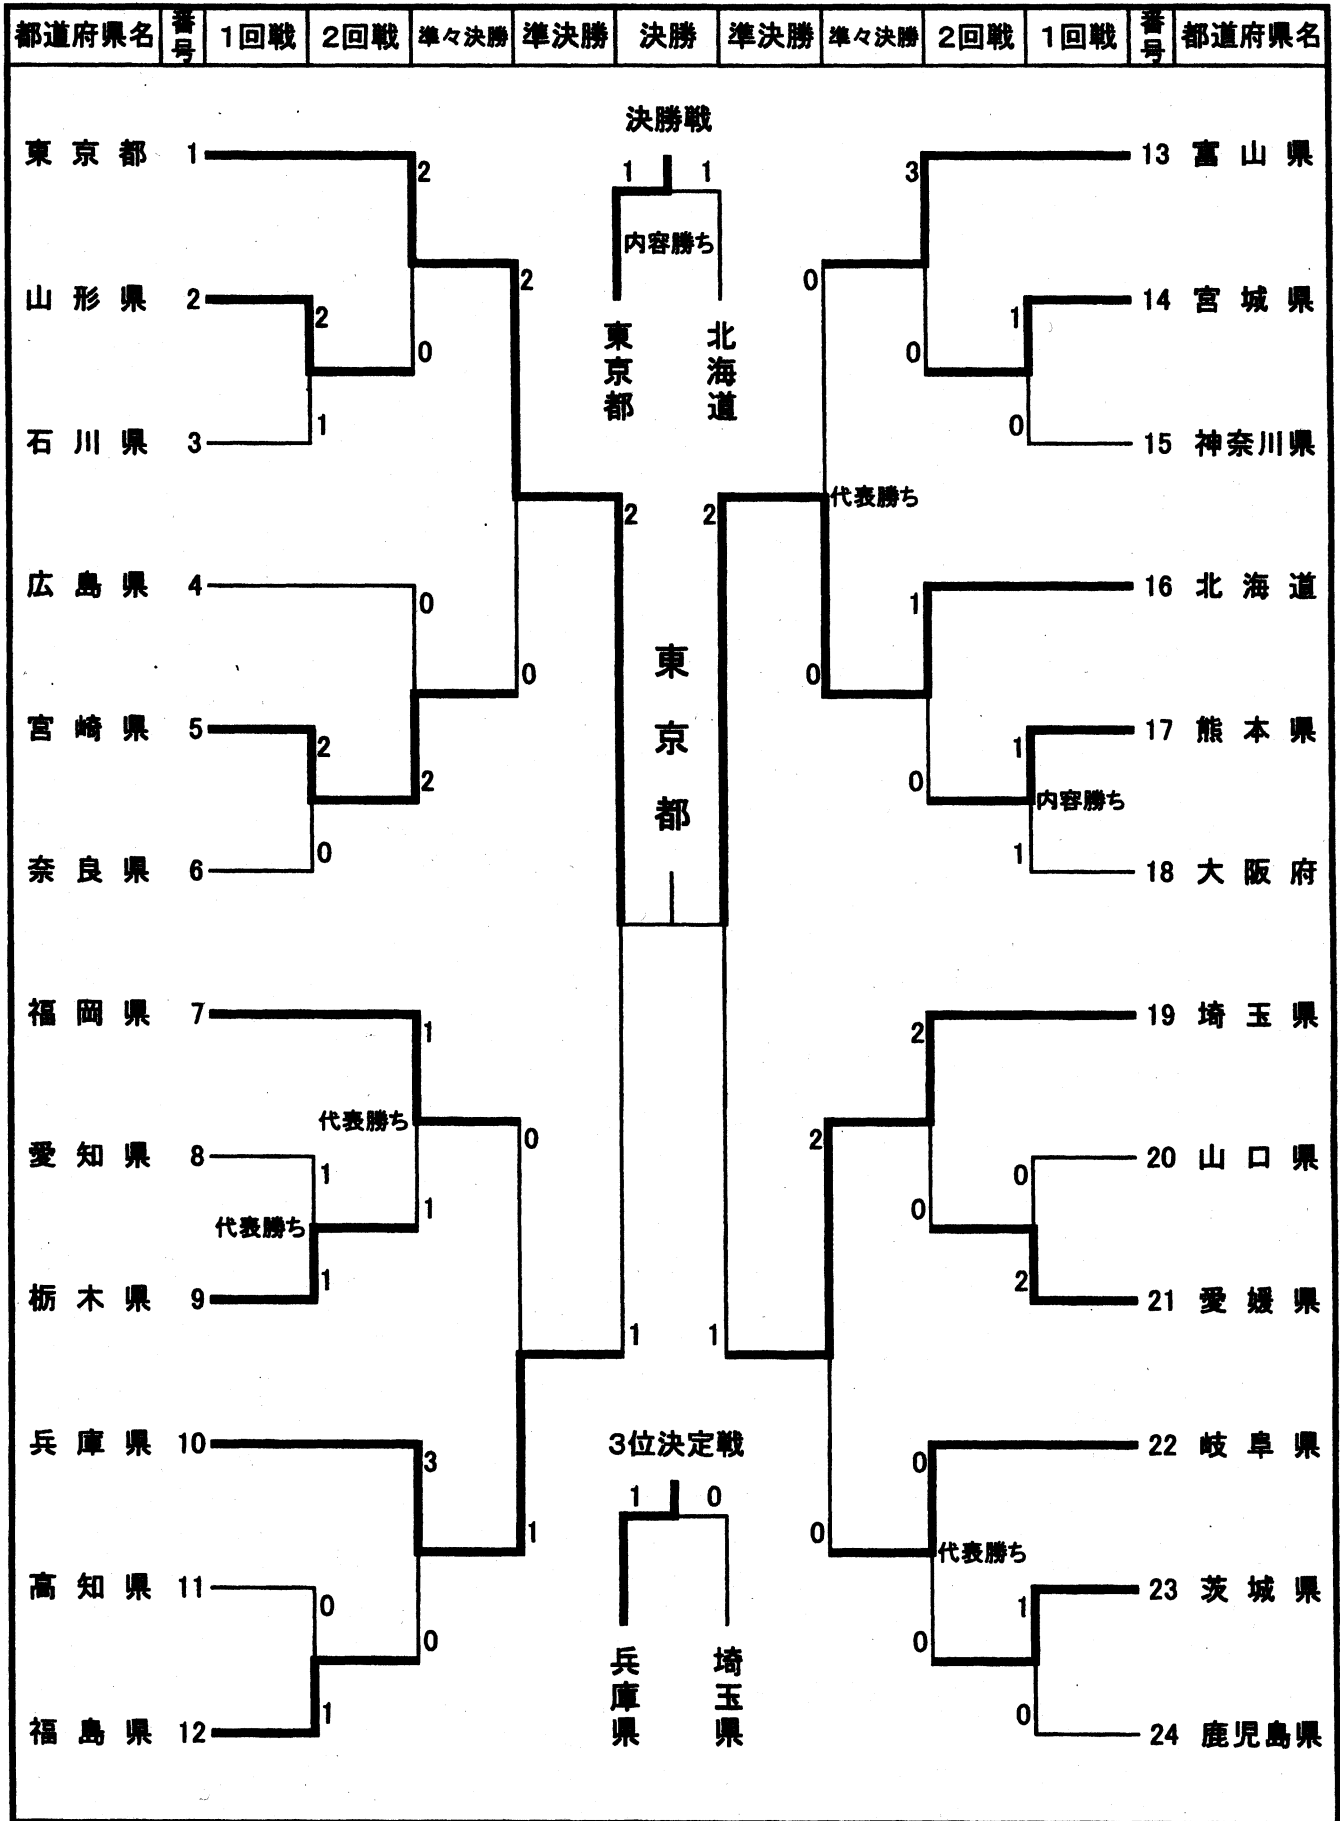 都道府県名 番号 1回戦 2回戦 準々決勝 準決勝 決勝 準決勝 準々決勝 2回戦 1回戦 番号 都道府県名
決勝戦
東京都 1 2 1 1 3 13 富山県
内容勝ち
2 0
山形県 2 2 1 14 宮城県
東京都 北海道
0 0
石川県 3 1 0 15 神奈川県
代表勝ち
2 2
広島県 4 0 1 16 北海道
東京都
0 0
宮崎県 5 2 1 17 熊本県
2 0
内容勝ち
奈良県 6 0 1 18 大阪府
福岡県 7 1 2 19 埼玉県
代表勝ち
0 2
愛知県 8 1 0 20 山口県
1 0
代表勝ち
栃木県 9 1 2 21 愛媛県
1 1
兵庫県 10 3 3位決定戦 0 22 岐阜県
1 0
1 0
代表勝ち
高知県 11 0 1 23 茨城県
0 0
兵庫県 埼玉県
福島県 12 1 0 24 鹿児島県